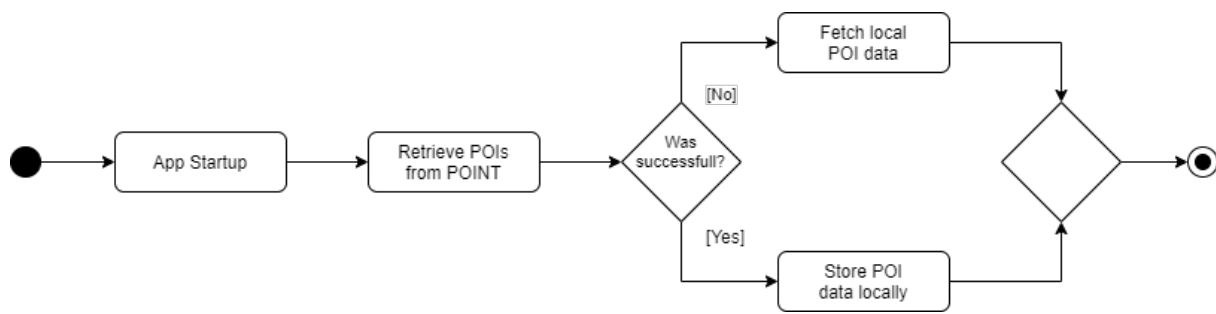 App Startup
Retrieve POIs
from POINT
Was
successfull?
[No]
Fetch local
POI data
[Yes]
Store POI
data locally